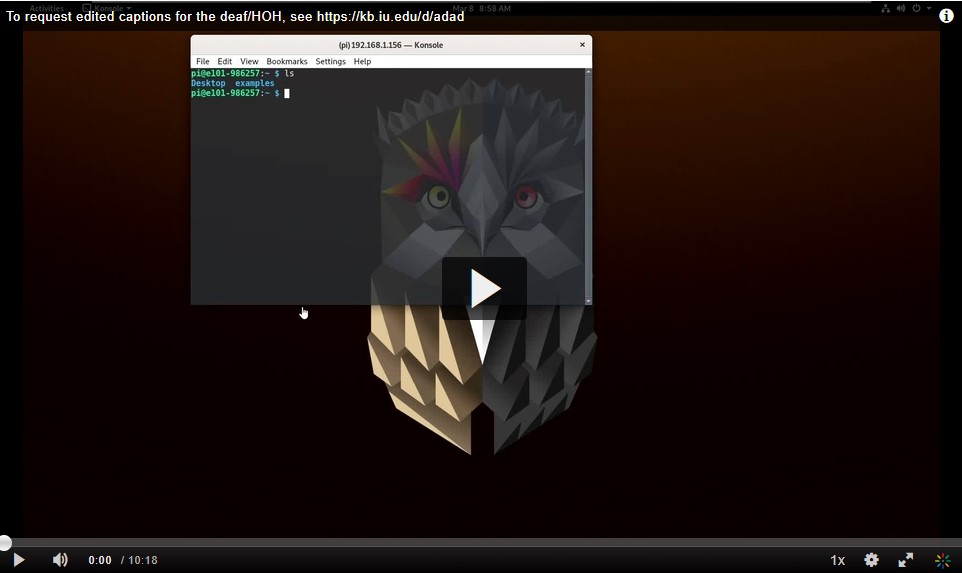 Activities Konsole Mar 8 8:58 AM
To request edited captions for the deaf/HOH, see https://kb.iu.edu/d/adad
(pi) 192.168.1.156 — Konsole
File Edit View Bookmarks Settings Help
pi@e101-986257:~ $ ls
Desktop examples
pi@e101-986257:~ $
0:00 / 10:18 1x